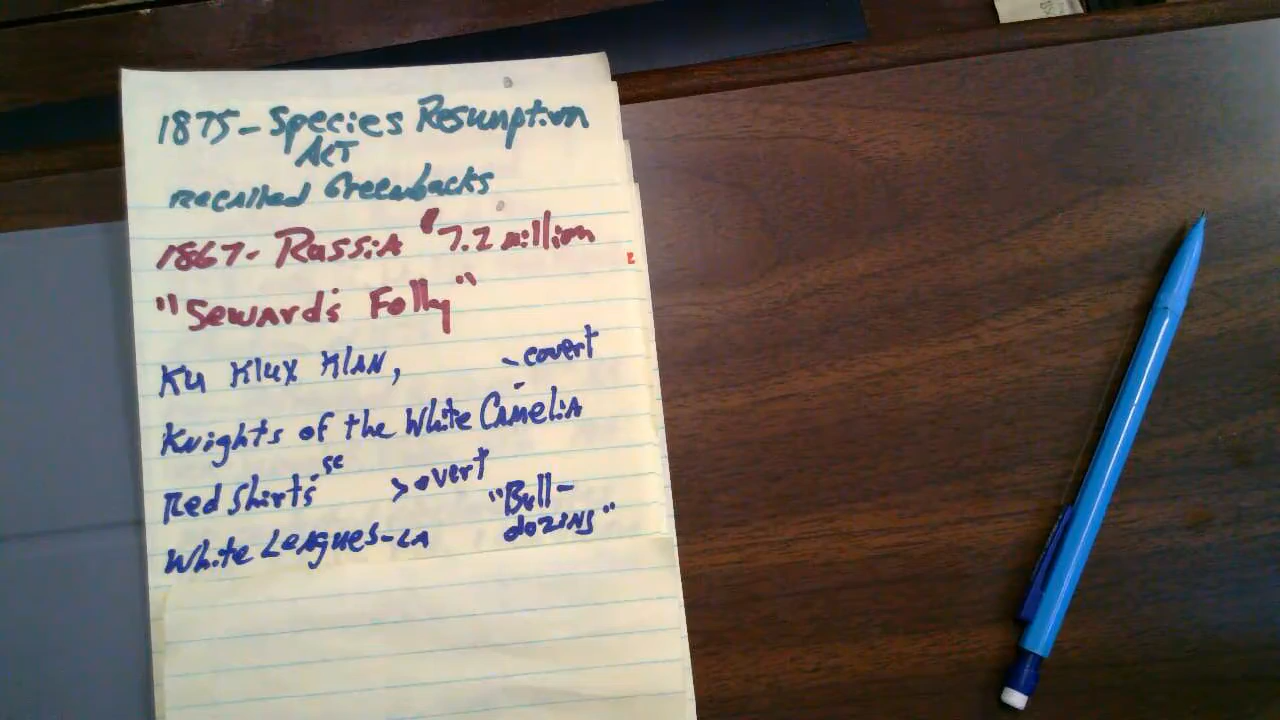 1875- Species Resumption
ACT
recalled Greenbacks
1867- Russia $7.2 million
"Seward's Folly"
Ku Klux Klan, - covert
Knights of the White Camelia
Red Shirts SC > overt "Bull-
White Leagues-LA dozing"